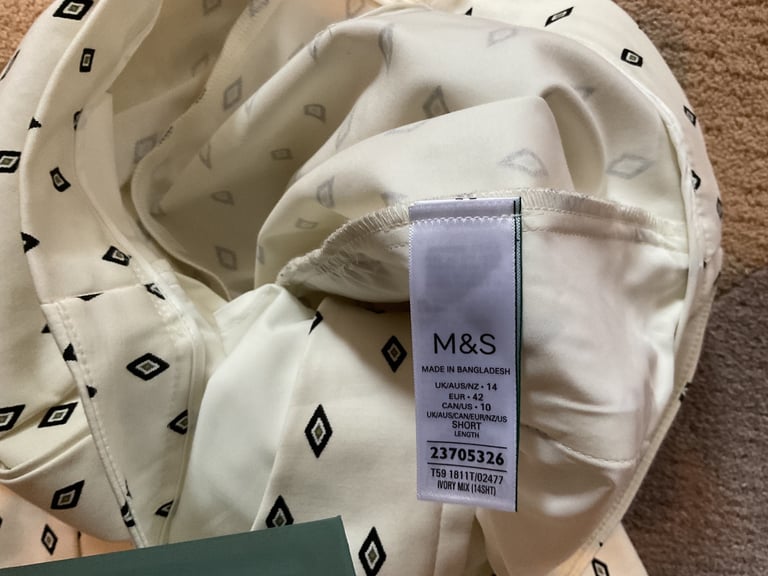 M&S
MADE IN BANGLADESH
UK/AUS/NZ • 14
EUR • 42
CAN/US • 10
UK/AUS/CAN/EUR/NZ/US
SHORT
LENGTH
23705326
T59 1811T/02477
IVORY MIX (14SHT)